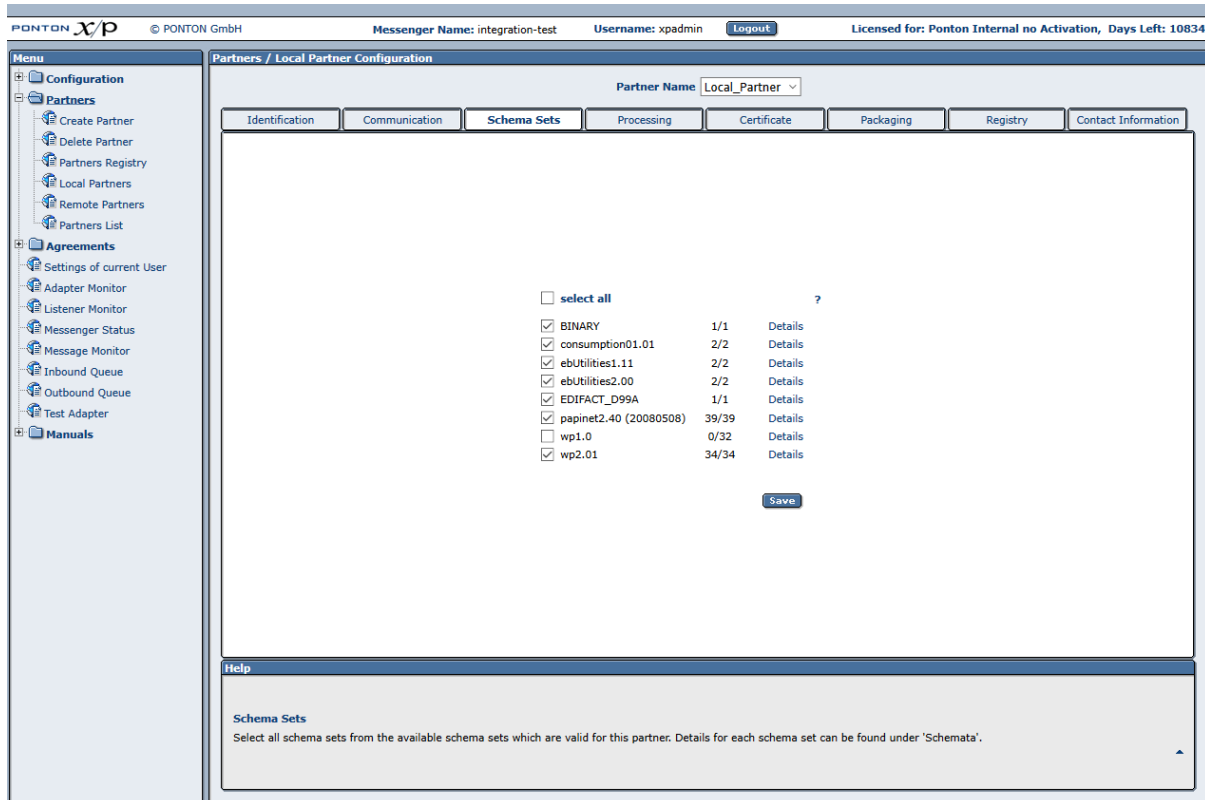 PONTON X/P © PONTON GmbH Messenger Name: integration-test Username: xpadmin Logout Licensed for: Ponton Internal no Activation, Days Left: 10834
Menu
Configuration
Partners
Create Partner
Delete Partner
Partners Registry
Local Partners
Remote Partners
Partners List
Agreements
Settings of current User
Adapter Monitor
Listener Monitor
Messenger Status
Message Monitor
Inbound Queue
Outbound Queue
Test Adapter
Manuals
Partners / Local Partner Configuration
Partner Name Local_Partner
Identification Communication Schema Sets Processing Certificate Packaging Registry Contact Information
select all ?
BINARY 1/1 Details
consumption01.01 2/2 Details
ebUtilities1.11 2/2 Details
ebUtilities2.00 2/2 Details
EDIFACT_D99A 1/1 Details
papinet2.40 (20080508) 39/39 Details
wp1.0 0/32 Details
wp2.01 34/34 Details
Save
Help
Schema Sets
Select all schema sets from the available schema sets which are valid for this partner. Details for each schema set can be found under 'Schemata'.